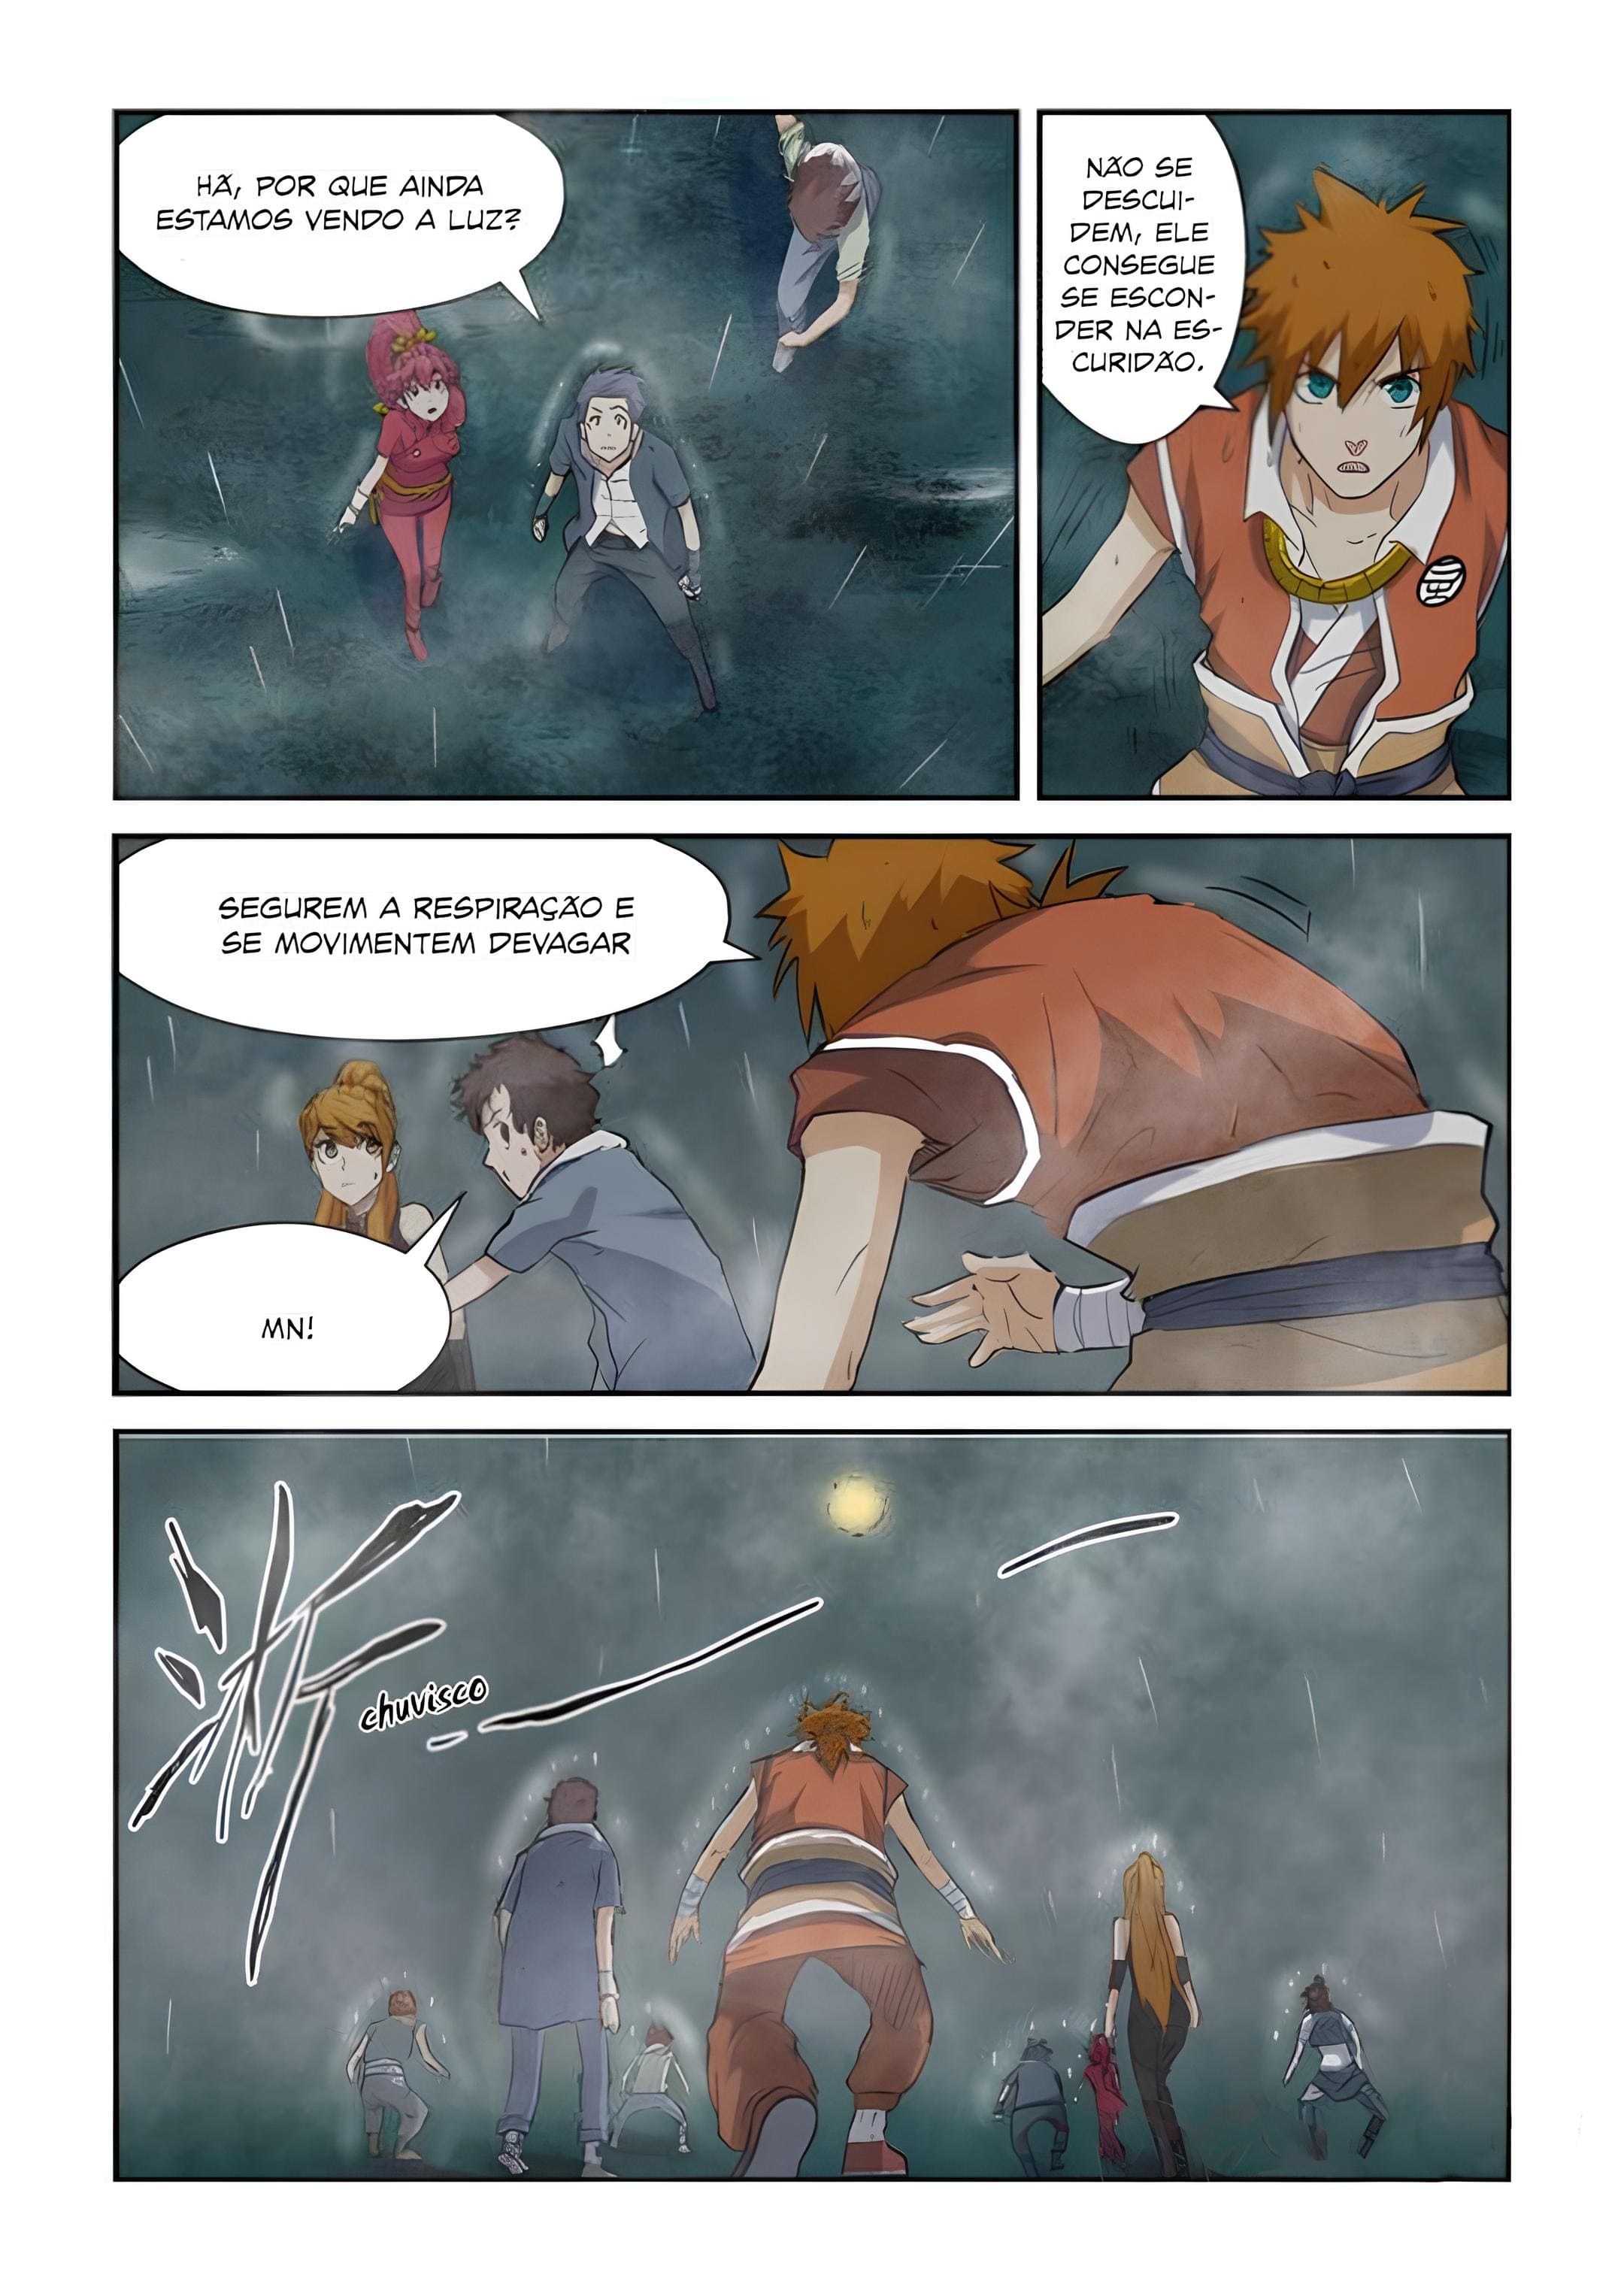 HÃ, POR QUE AINDA
ESTAMOS VENDO A LUZ?
NÃO SE
DESCUI-
DEM, ELE
CONSEGUE
SE ESCON-
DER NA ES-
CURIDÃO.
SEGUREM A RESPIRAÇÃO E
SE MOVIMENTEM DEVAGAR
MN!
淅
chuvisco